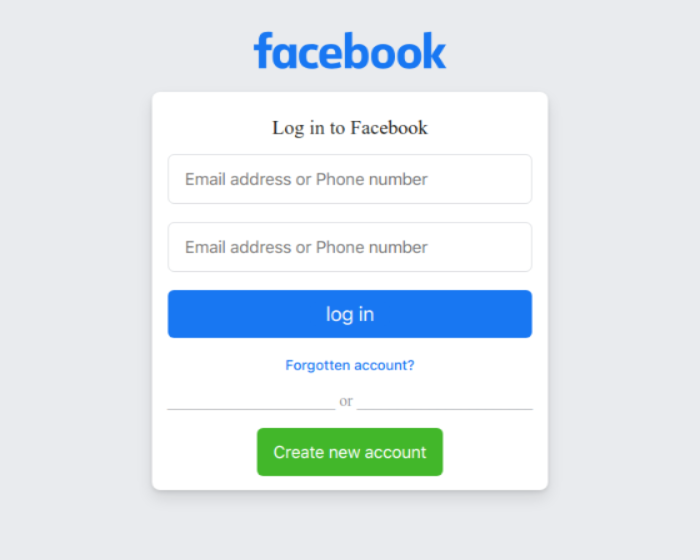 facebook
Log in to Facebook
Email address or Phone number
Email address or Phone number
log in
Forgotten account?
or
Create new account